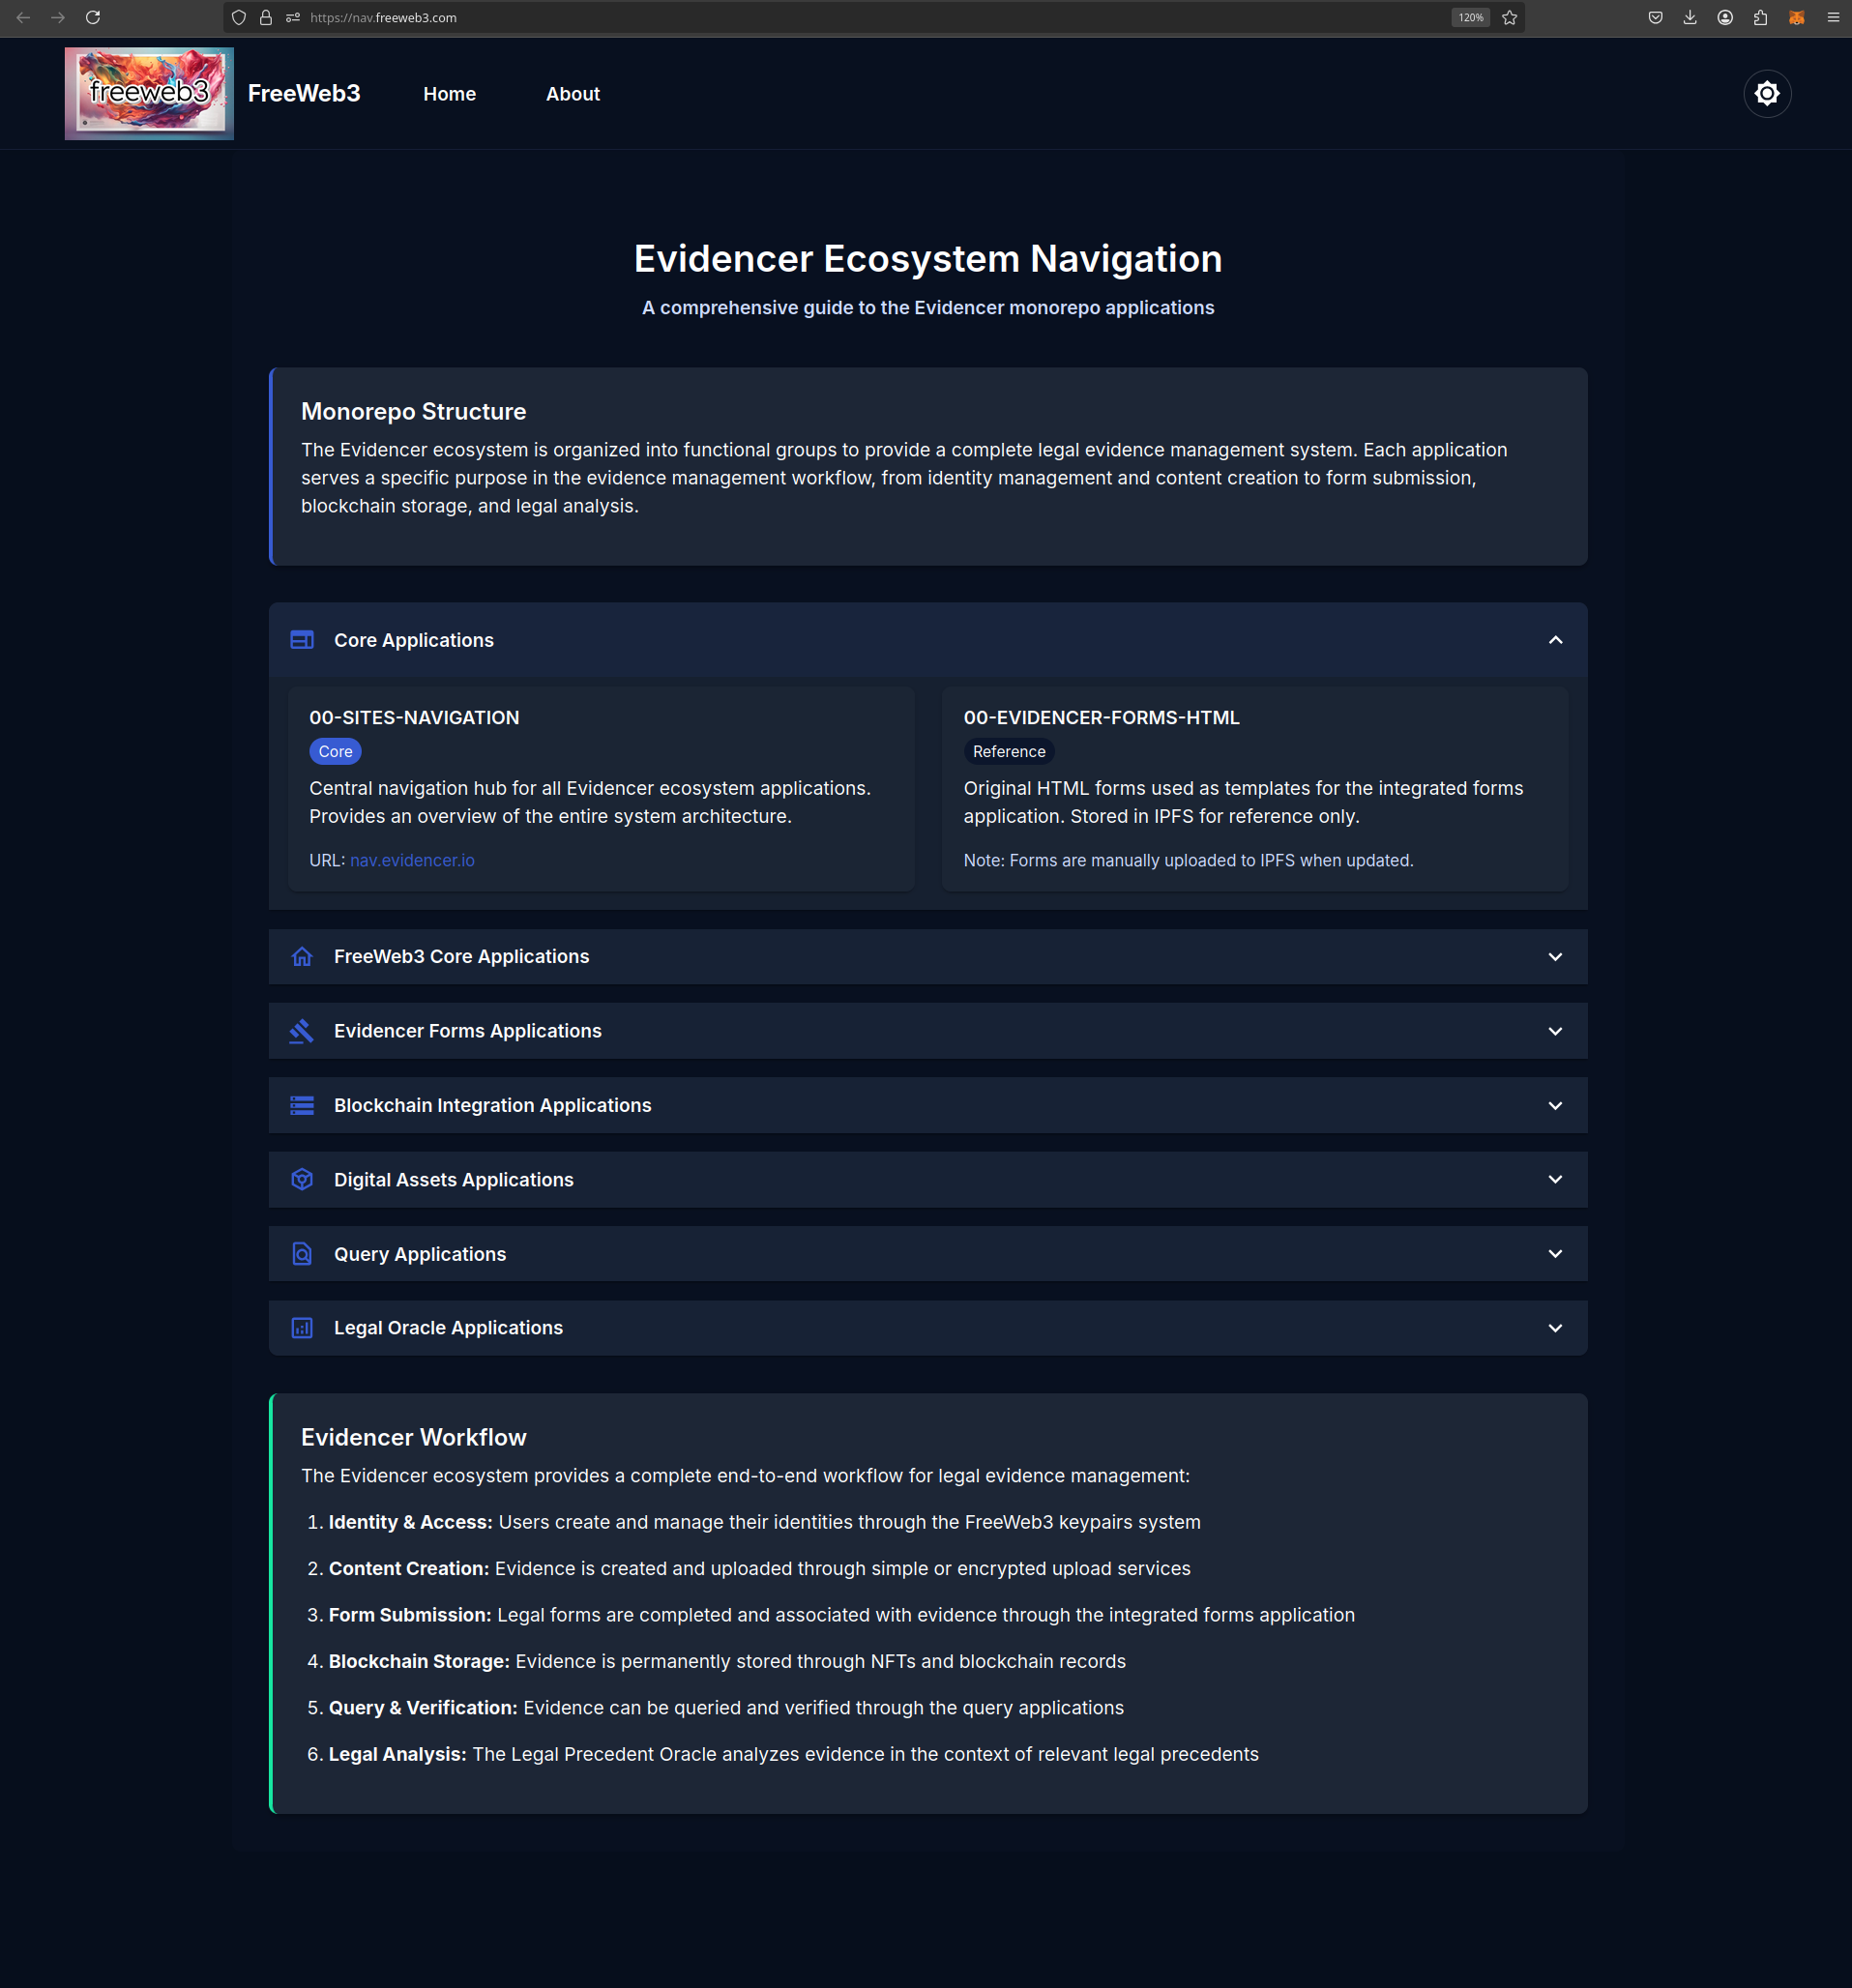 https://nav.freeweb3.com
120%
freeweb3
FreeWeb3
Home
About
Evidencer Ecosystem Navigation
A comprehensive guide to the Evidencer monorepo applications
Monorepo Structure
The Evidencer ecosystem is organized into functional groups to provide a complete legal evidence management system. Each application
serves a specific purpose in the evidence management workflow, from identity management and content creation to form submission,
blockchain storage, and legal analysis.
Core Applications
00-SITES-NAVIGATION
Core
Central navigation hub for all Evidencer ecosystem applications.
Provides an overview of the entire system architecture.
URL: nav.evidencer.io
00-EVIDENCER-FORMS-HTML
Reference
Original HTML forms used as templates for the integrated forms
application. Stored in IPFS for reference only.
Note: Forms are manually uploaded to IPFS when updated.
FreeWeb3 Core Applications
Evidencer Forms Applications
Blockchain Integration Applications
Digital Assets Applications
Query Applications
Legal Oracle Applications
Evidencer Workflow
The Evidencer ecosystem provides a complete end-to-end workflow for legal evidence management:
1. Identity & Access: Users create and manage their identities through the FreeWeb3 keypairs system
2. Content Creation: Evidence is created and uploaded through simple or encrypted upload services
3. Form Submission: Legal forms are completed and associated with evidence through the integrated forms application
4. Blockchain Storage: Evidence is permanently stored through NFTs and blockchain records
5. Query & Verification: Evidence can be queried and verified through the query applications
6. Legal Analysis: The Legal Precedent Oracle analyzes evidence in the context of relevant legal precedents